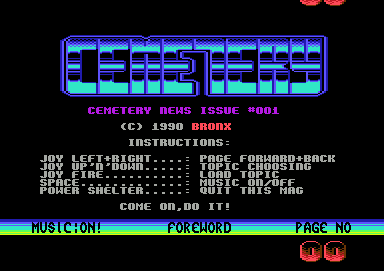 CEMETERY
CEMETERY NEWS ISSUE #001
(C) 1990 BRONX
INSTRUCTIONS:
JOY LEFT+RIGHT....: PAGE FORWARD+BACK
JOY UP'N'DOWN.....: TOPIC CHOOSING
JOY FIRE..........: LOAD TOPIC
SPACE.............: MUSIC ON/OFF
POWER SHELTER.....: QUIT THIS MAG
COME ON,DO IT!
MUSIC:ON! FOREWORD PAGE NO
00